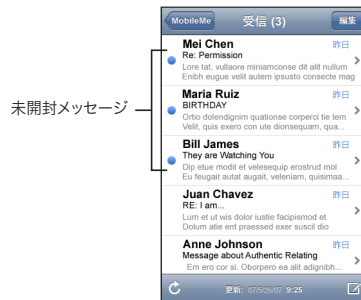 MobileMe
受信 (3)
編集
未開封メッセージ
Mei Chen 昨日
Re: Permission
Lore tat, vullaore miniamconse dit alit nullum
Enibh eugue velit autem ipsusto consecte mag
Maria Ruiz 昨日
BIRTHDAY
Ortio dolendignim quationse corperci tie tem
Velit, quis exero con ute dionsequam, qua...
Bill James 昨日
They are Watching You
Dip etue modit et velesequip erostrud mol
Eu feugait autat augait, veleniam, quisimaa...
Juan Chavez 昨日
RE: I am...
Lum et ut wis dolor iustie facipismod et
Dolum atie ent praessed exer suscil dio
Anne Johnson 昨日
Message about Authentic Relating
Em ero cor si. Oborpero ea alit adignibh...
更新: 07/5/26/07 9:25